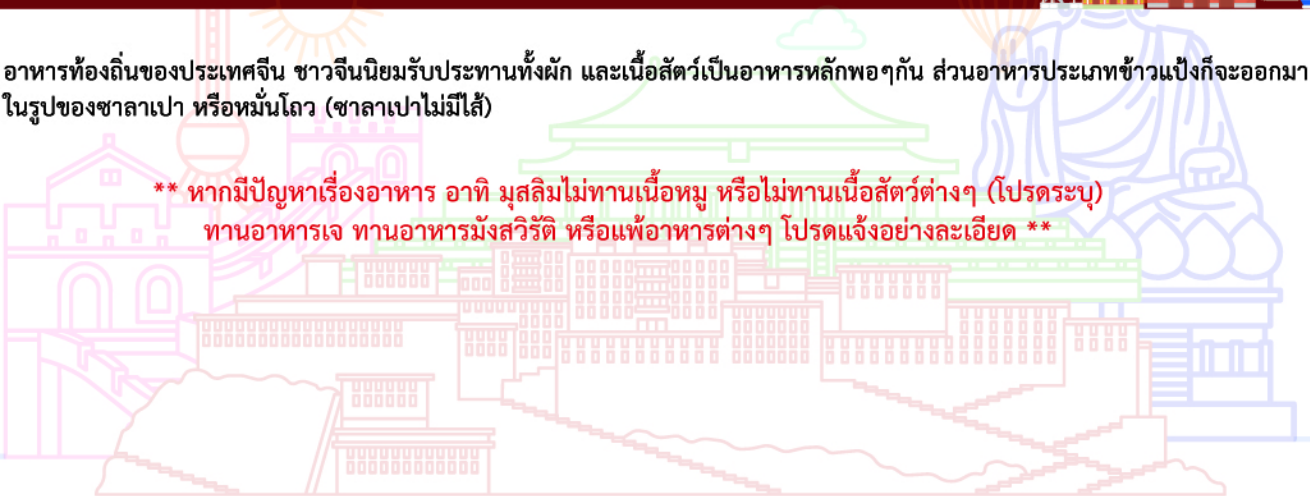 อาหารท้องถิ่นของประเทศจีน ชาวจีนนิยมรับประทานทั้งผัก และเนื้อสัตว์เป็นอาหารหลักพอๆกัน ส่วนอาหารประเภทข้าวแป้งก็จะออกมา
ในรูปของซาลาเปา หรือหมั่นโถว (ซาลาเปาไม่มีไส้)
** หากมีปัญหาเรื่องอาหาร อาทิ มุสลิมไม่ทานเนื้อหมู หรือไม่ทานเนื้อสัตว์ต่างๆ (โปรดระบุ)
ทานอาหารเจ ทานอาหารมังสวิรัติ หรือแพ้อาหารต่างๆ โปรดแจ้งอย่างละเอียด **